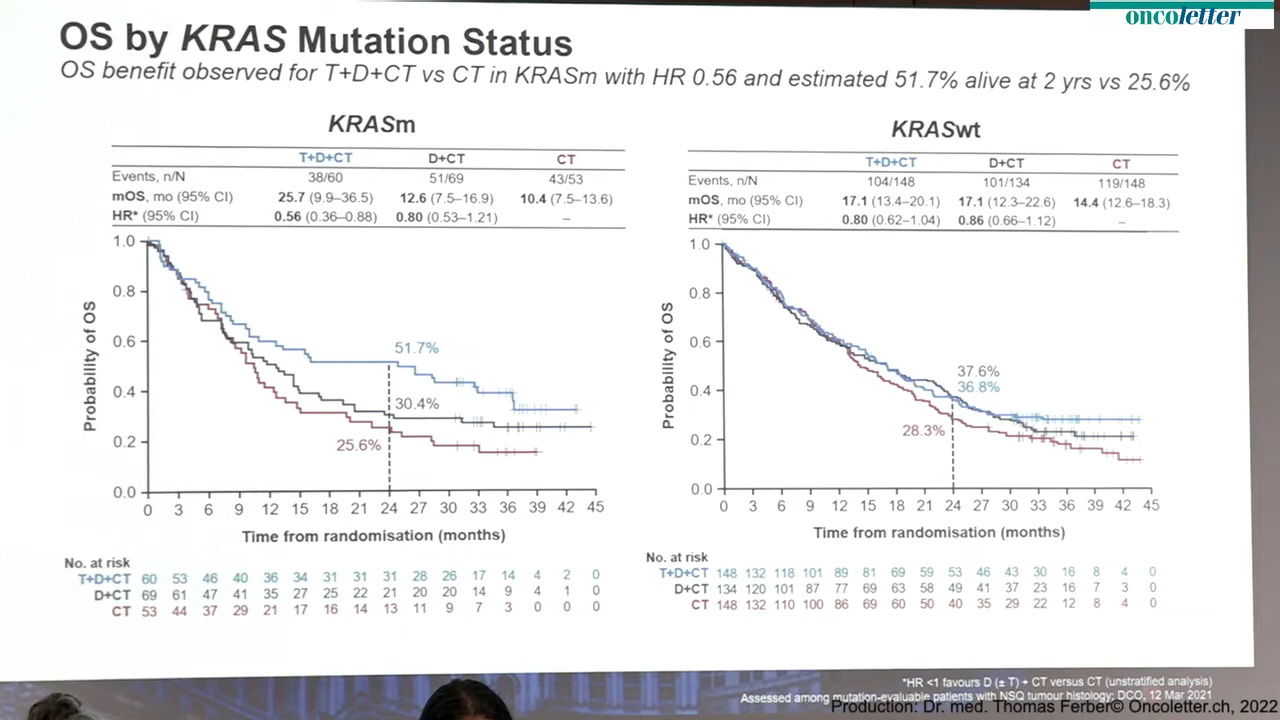 oncoletter
OS by KRAS Mutation Status
OS benefit observed for T+D+CT vs CT in KRASm with HR 0.56 and estimated 51.7% alive at 2 yrs vs 25.6%
KRASm
T+D+CT D+CT CT
Events, n/N 38/60 51/69 43/53
mOS, mo (95% CI) 25.7 (9.9–36.5) 12.6 (7.5–16.9) 10.4 (7.5–13.6)
HR* (95% CI) 0.56 (0.36–0.88) 0.80 (0.53–1.21) –
1.0
0.8
0.6
0.4
0.2
0.0
Probability of OS
51.7%
30.4%
25.6%
0 3 6 9 12 15 18 21 24 27 30 33 36 39 42 45
Time from randomisation (months)
No. at risk
T+D+CT 60 53 46 40 36 34 31 31 31 28 26 17 14 4 2 0
D+CT 69 61 47 41 35 27 25 22 21 20 20 14 9 4 1 0
CT 53 44 37 29 21 17 16 14 13 11 9 7 3 0 0 0
KRASwt
T+D+CT D+CT CT
Events, n/N 104/148 101/134 119/148
mOS, mo (95% CI) 17.1 (13.4–20.1) 17.1 (12.3–22.6) 14.4 (12.6–18.3)
HR* (95% CI) 0.80 (0.62–1.04) 0.86 (0.66–1.12) –
1.0
0.8
0.6
0.4
0.2
0.0
Probability of OS
37.6%
36.8%
28.3%
0 3 6 9 12 15 18 21 24 27 30 33 36 39 42 45
Time from randomisation (months)
No. at risk
T+D+CT 148 132 118 101 89 81 69 59 53 46 43 30 16 8 4 0
D+CT 134 120 101 87 77 69 63 58 49 41 37 23 16 7 3 0
CT 148 132 110 100 86 69 60 50 40 35 29 22 12 8 4 0
*HR <1 favours D (± T) + CT versus CT (unstratified analysis)
Assessed among mutation-evaluable patients with NSQ tumour histology; DCO, 12 Mar 2021
Production: Dr. med. Thomas Ferber© Oncoletter.ch, 2022